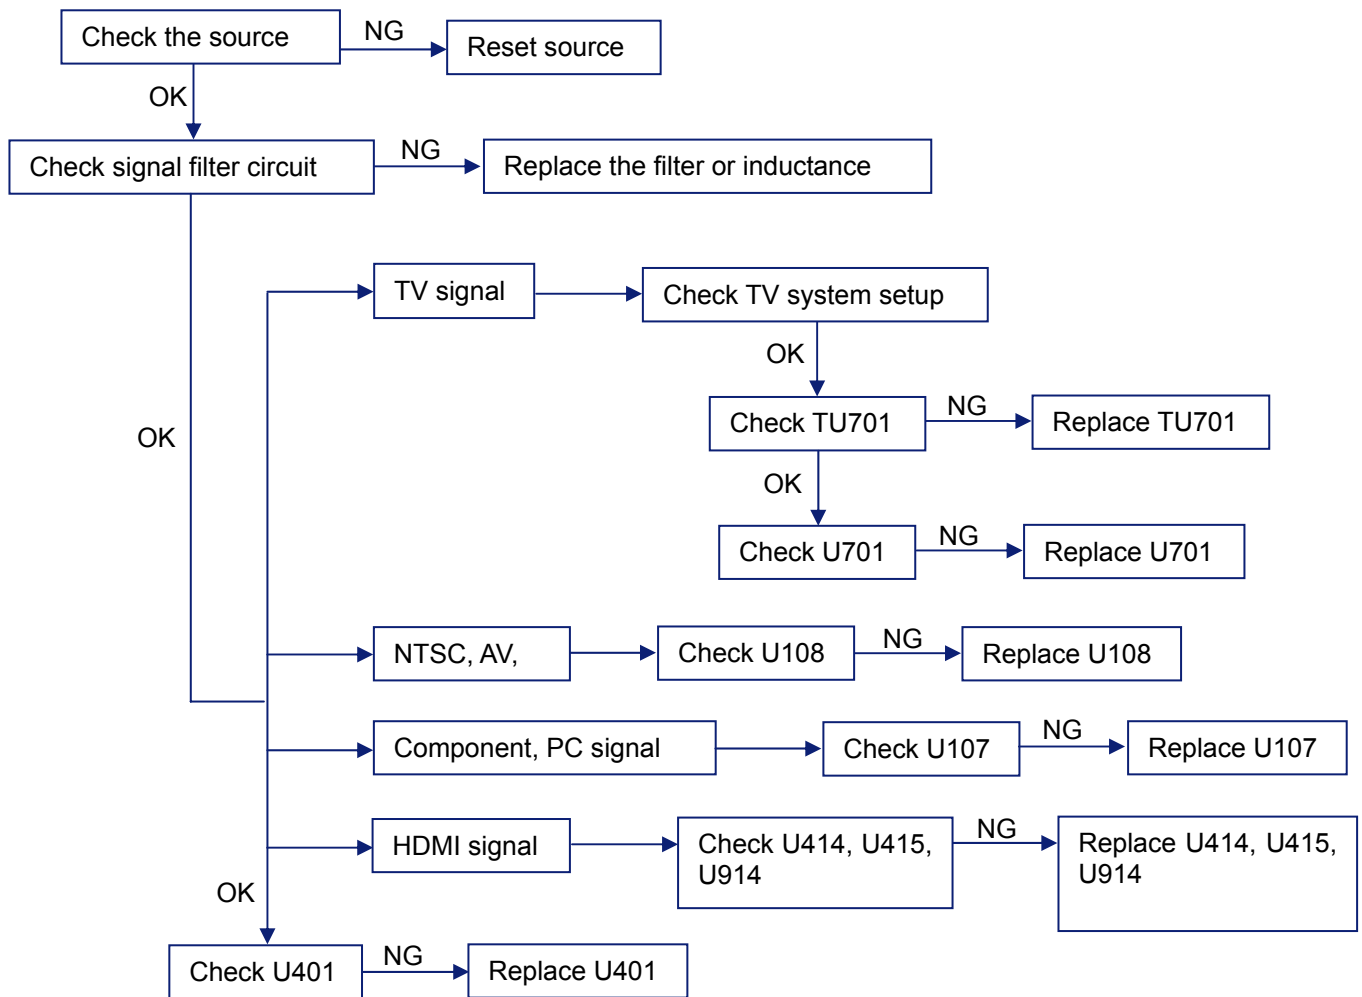 Check the source
NG
Reset source
OK
Check signal filter circuit
NG
Replace the filter or inductance
TV signal
Check TV system setup
OK
Check TU701
NG
Replace TU701
OK
OK
Check U701
NG
Replace U701
NTSC, AV,
Check U108
NG
Replace U108
Component, PC signal
Check U107
NG
Replace U107
HDMI signal
Check U414, U415,
U914
NG
Replace U414, U415,
U914
OK
Check U401
NG
Replace U401